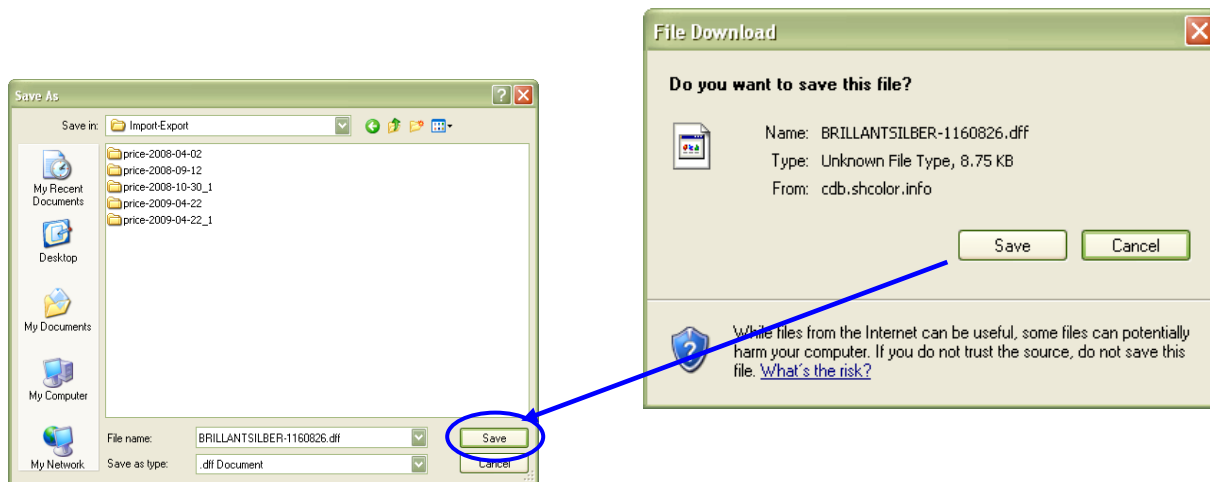 File Download
Do you want to save this file?
Name: BRILLANTSILBER-1160826.dff
Type: Unknown File Type, 8.75 KB
From: cdb.shcolor.info
Save Cancel
While files from the Internet can be useful, some files can potentially
harm your computer. If you do not trust the source, do not save this
file. What's the risk?
Save As
Save in: Import-Export
My Recent
Documents
Desktop
My Documents
My Computer
My Network
price-2008-04-02
price-2008-09-12
price-2008-10-30_1
price-2009-04-22
price-2009-04-22_1
File name: BRILLANTSILBER-1160826.dff Save
Save as type: .dff Document Cancel